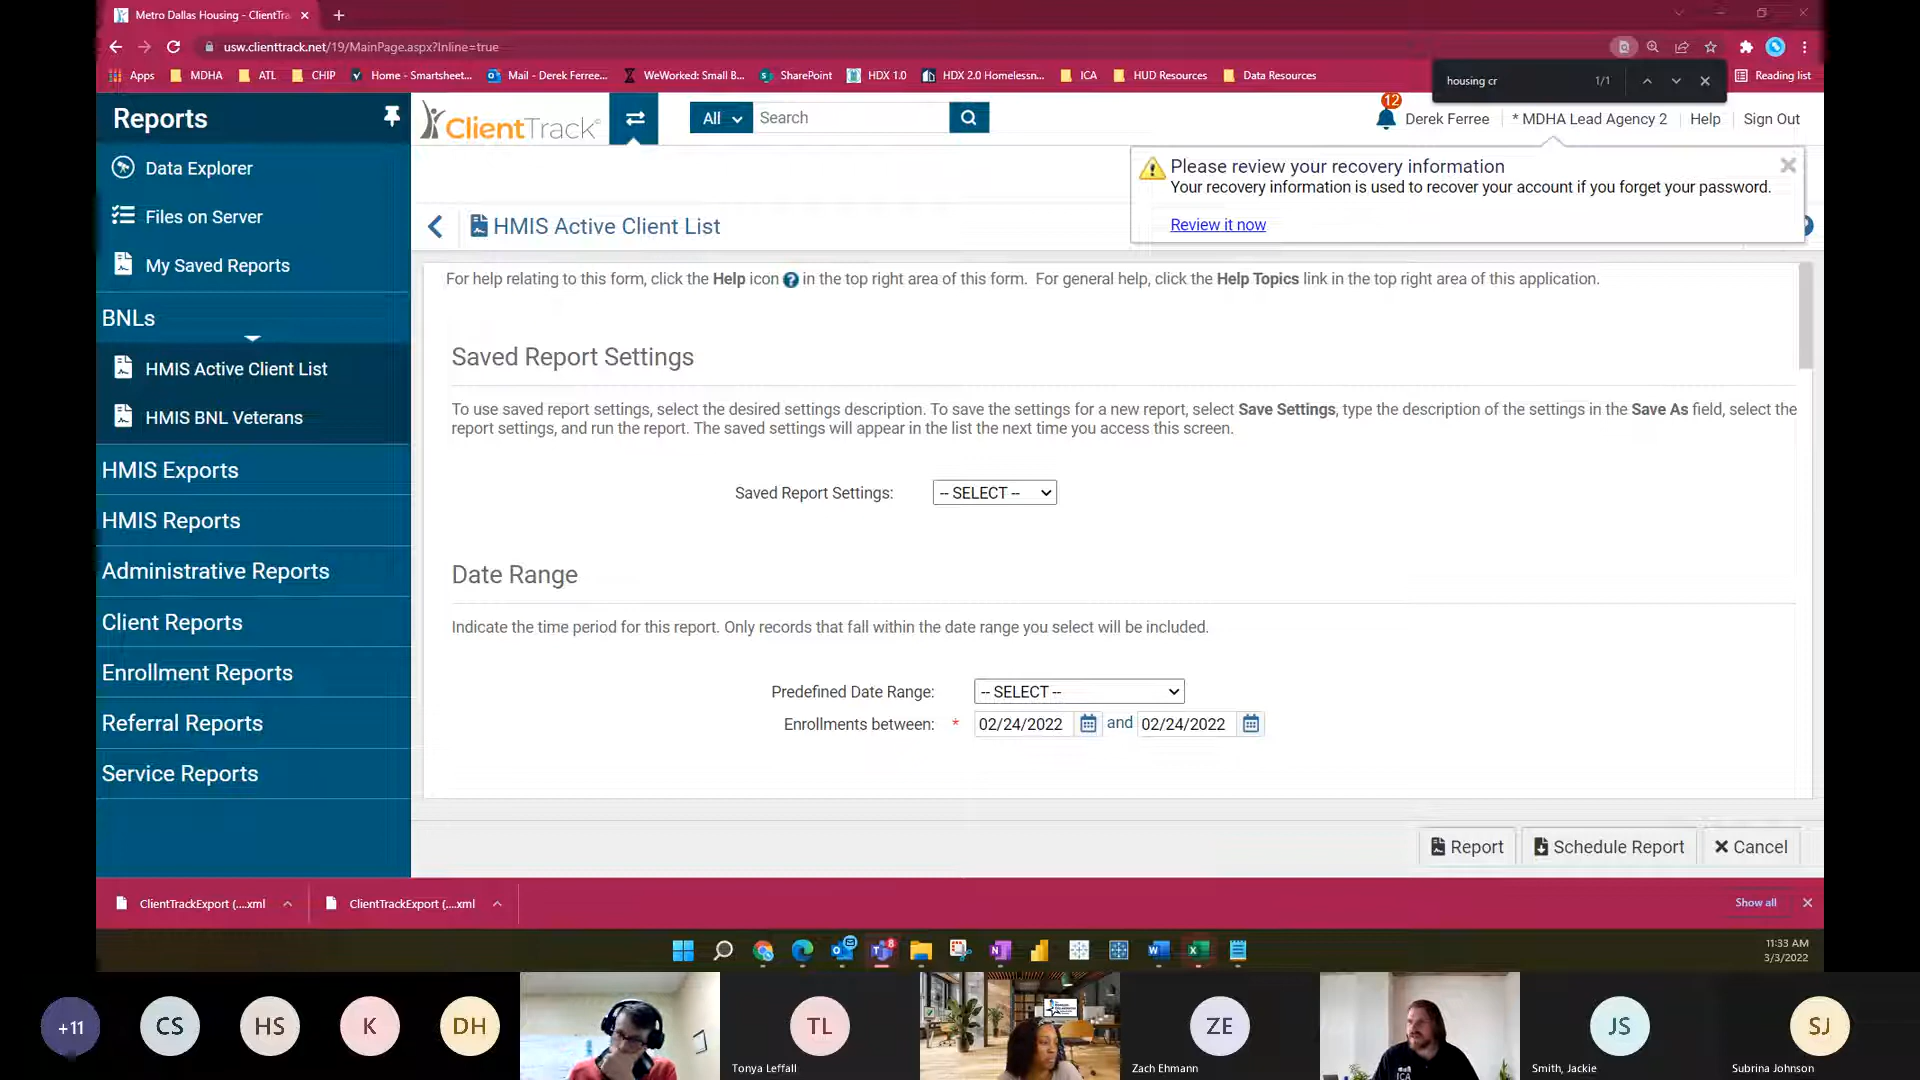 Metro Dallas Housing - ClientTra
usw.clienttrack.net/19/MainPage.aspx?Inline=true
Apps
MDHA
ATL
CHIP
Home - Smartsheet...
Mail - Derek Ferree...
WeWorked: Small B...
SharePoint
HDX 1.0
HDX 2.0 Homelessn...
ICA
HUD Resources
Data Resources
housing cr
1/1
Reading list
Reports
Data Explorer
Files on Server
My Saved Reports
BNLs
HMIS Active Client List
HMIS BNL Veterans
HMIS Exports
HMIS Reports
Administrative Reports
Client Reports
Enrollment Reports
Referral Reports
Service Reports
ClientTrack
All
Search
12
Derek Ferree
* MDHA Lead Agency 2
Help
Sign Out
Please review your recovery information
Your recovery information is used to recover your account if you forget your password.
Review it now
HMIS Active Client List
For help relating to this form, click the Help icon ? in the top right area of this form. For general help, click the Help Topics link in the top right area of this application.
Saved Report Settings
To use saved report settings, select the desired settings description. To save the settings for a new report, select Save Settings, type the description of the settings in the Save As field, select the
report settings, and run the report. The saved settings will appear in the list the next time you access this screen.
Saved Report Settings:
-- SELECT --
Date Range
Indicate the time period for this report. Only records that fall within the date range you select will be included.
Predefined Date Range:
-- SELECT --
Enrollments between: * 02/24/2022 and 02/24/2022
Report
Schedule Report
Cancel
ClientTrackExport (....xml
ClientTrackExport (....xml
Show all
11:33 AM
3/3/2022
+11
CS
HS
K
DH
TL
Tonya Leffall
ZE
Zach Ehmann
ICA
JS
Smith, Jackie
SJ
Subrina Johnson